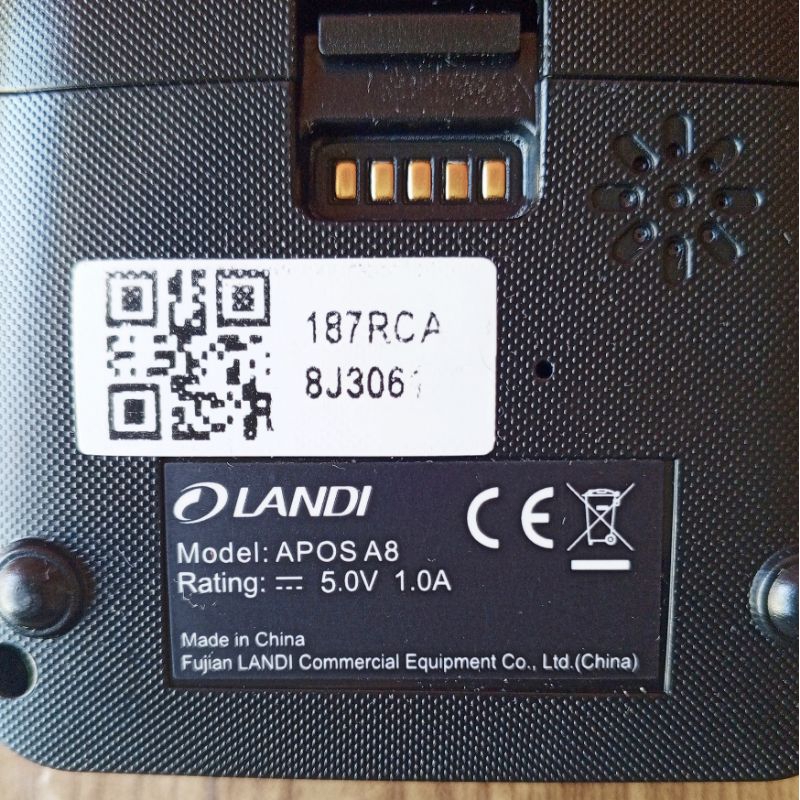 187RCA
8J306
LANDI
CE
Model: APOS A8
Rating: ⎓ 5.0V 1.0A
Made in China
Fujian LANDI Commercial Equipment Co., Ltd.(China)